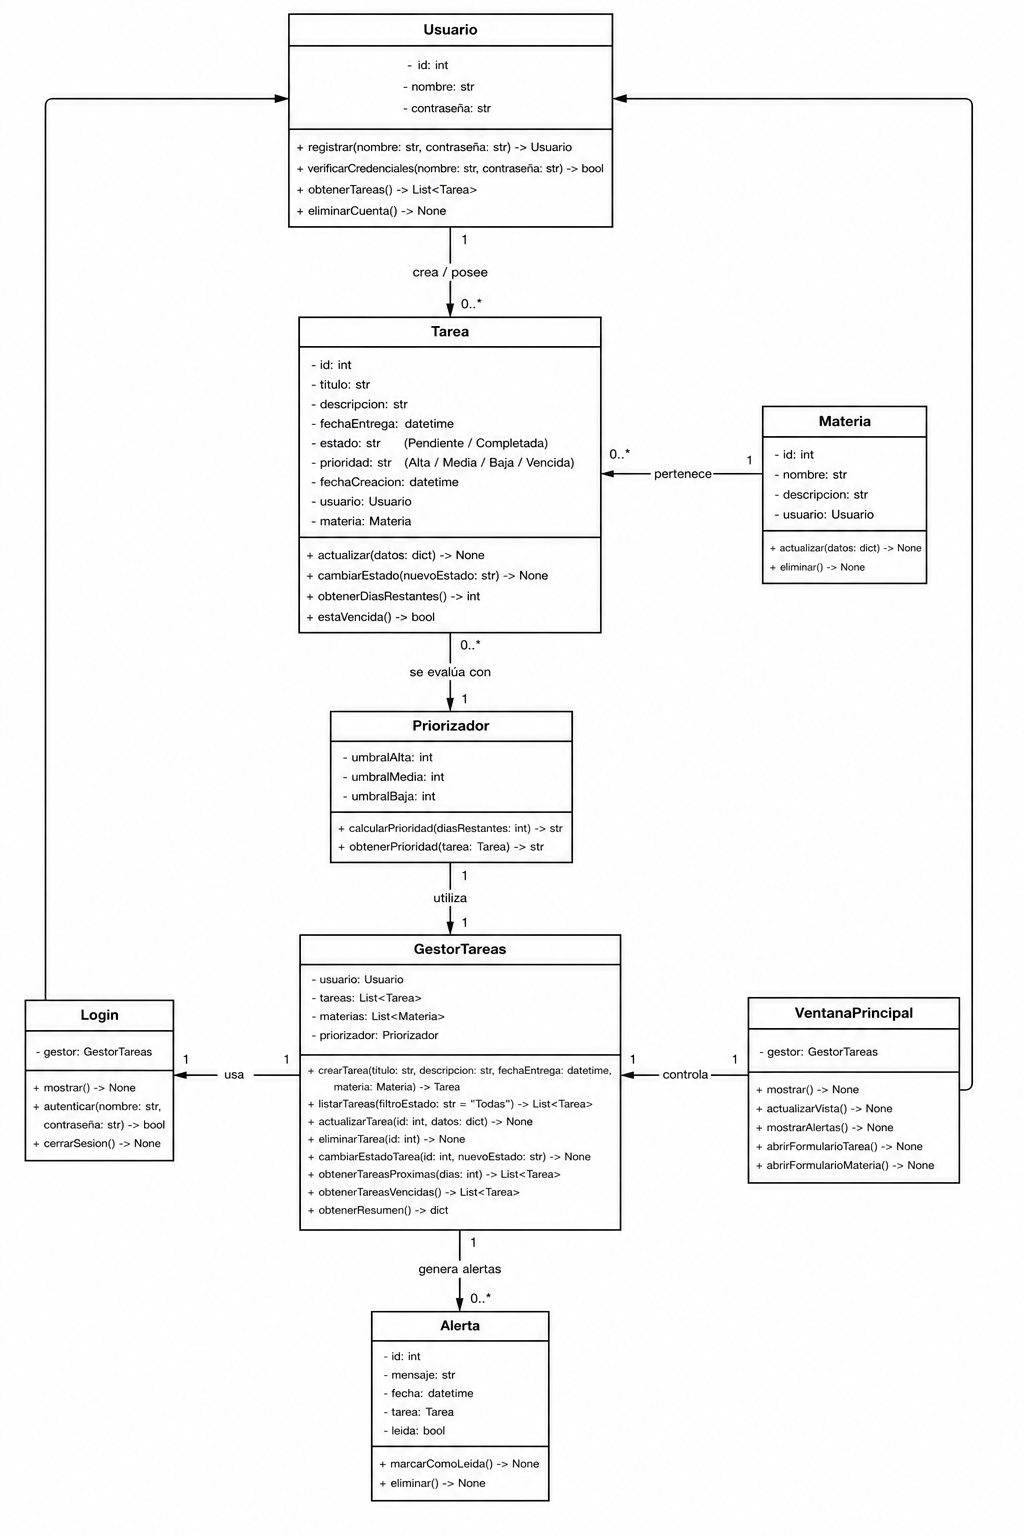 Usuario
- id: int
- nombre: str
- contraseña: str
+ registrar(nombre: str, contraseña: str) -> Usuario
+ verificarCredenciales(nombre: str, contraseña: str) -> bool
+ obtenerTareas() -> List<Tarea>
+ eliminarCuenta() -> None
1
crea / posee
0..*
Tarea
- id: int
- titulo: str
- descripcion: str
- fechaEntrega: datetime
- estado: str (Pendiente / Completada)
- prioridad: str (Alta / Media / Baja / Vencida)
- fechaCreacion: datetime
- usuario: Usuario
- materia: Materia
+ actualizar(datos: dict) -> None
+ cambiarEstado(nuevoEstado: str) -> None
+ obtenerDiasRestantes() -> int
+ estaVencida() -> bool
0..*
pertenece
1
Materia
- id: int
- nombre: str
- descripcion: str
- usuario: Usuario
+ actualizar(datos: dict) -> None
+ eliminar() -> None
0..*
se evalúa con
1
Priorizador
- umbralAlta: int
- umbralMedia: int
- umbralBaja: int
+ calcularPrioridad(diasRestantes: int) -> str
+ obtenerPrioridad(tarea: Tarea) -> str
1
utiliza
1
GestorTareas
- usuario: Usuario
- tareas: List<Tarea>
- materias: List<Materia>
- priorizador: Priorizador
+ crearTarea(titulo: str, descripcion: str, fechaEntrega: datetime,
materia: Materia) -> Tarea
+ listarTareas(filtroEstado: str = "Todas") -> List<Tarea>
+ actualizarTarea(id: int, datos: dict) -> None
+ eliminarTarea(id: int) -> None
+ cambiarEstadoTarea(id: int, nuevoEstado: str) -> None
+ obtenerTareasProximas(dias: int) -> List<Tarea>
+ obtenerTareasVencidas() -> List<Tarea>
+ obtenerResumen() -> dict
Login
- gestor: GestorTareas
+ mostrar() -> None
+ autenticar(nombre: str,
contraseña: str) -> bool
+ cerrarSesion() -> None
1
usa
1
1
controla
1
VentanaPrincipal
- gestor: GestorTareas
+ mostrar() -> None
+ actualizarVista() -> None
+ mostrarAlertas() -> None
+ abrirFormularioTarea() -> None
+ abrirFormularioMateria() -> None
1
genera alertas
0..*
Alerta
- id: int
- mensaje: str
- fecha: datetime
- tarea: Tarea
- leida: bool
+ marcarComoLeida() -> None
+ eliminar() -> None